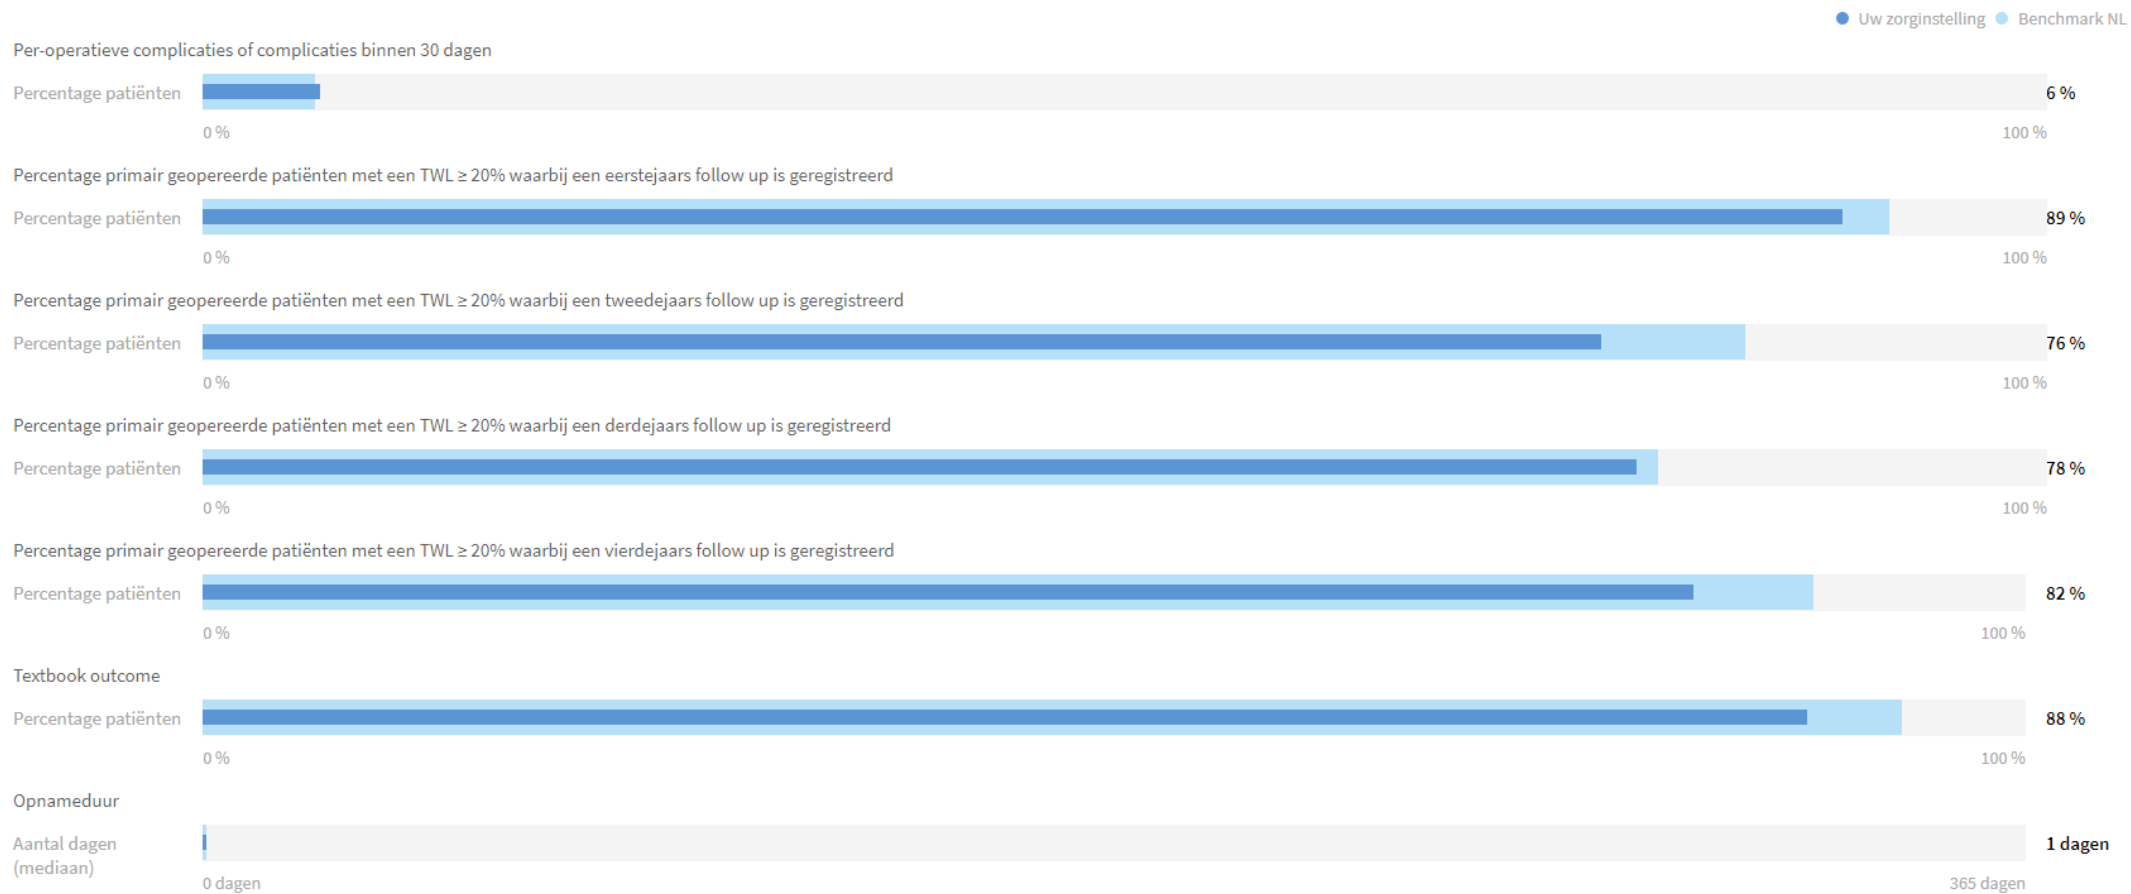 Uw zorginstelling Benchmark NL
Per-operatieve complicaties of complicaties binnen 30 dagen
Percentage patiënten 6 %
0 % 100 %
Percentage primair geopereerde patiënten met een TWL ≥ 20% waarbij een eerstejaars follow up is geregistreerd
Percentage patiënten 89 %
0 % 100 %
Percentage primair geopereerde patiënten met een TWL ≥ 20% waarbij een tweedejaars follow up is geregistreerd
Percentage patiënten 76 %
0 % 100 %
Percentage primair geopereerde patiënten met een TWL ≥ 20% waarbij een derdejaars follow up is geregistreerd
Percentage patiënten 78 %
0 % 100 %
Percentage primair geopereerde patiënten met een TWL ≥ 20% waarbij een vierdejaars follow up is geregistreerd
Percentage patiënten 82 %
0 % 100 %
Textbook outcome
Percentage patiënten 88 %
0 % 100 %
Opnameduur
Aantal dagen 1 dagen
(mediaan)
0 dagen 365 dagen